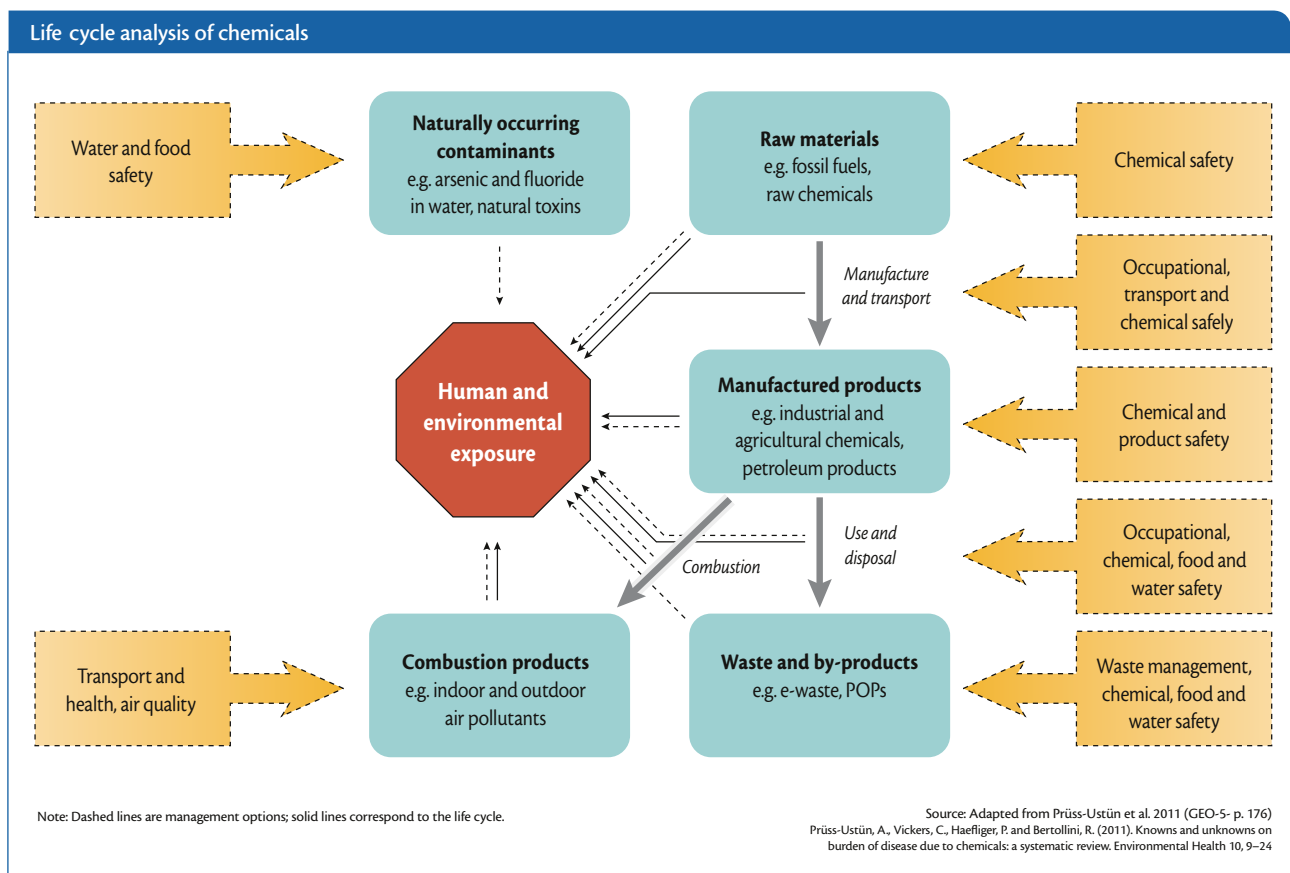 Life cycle analysis of chemicals
Water and food
safety
Naturally occurring
contaminants
e.g. arsenic and fluoride
in water, natural toxins
Raw materials
e.g. fossil fuels,
raw chemicals
Chemical safety
Manufacture
and transport
Occupational,
transport and
chemical safely
Human and
environmental
exposure
Manufactured products
e.g. industrial and
agricultural chemicals,
petroleum products
Chemical and
product safety
Combustion
Use and
disposal
Occupational,
chemical, food and
water safety
Transport and
health, air quality
Combustion products
e.g. indoor and outdoor
air pollutants
Waste and by-products
e.g. e-waste, POPs
Waste management,
chemical, food and
water safety
Note: Dashed lines are management options; solid lines correspond to the life cycle.
Source: Adapted from Prüss-Ustün et al. 2011 (GEO-5- p. 176)
Prüss-Ustün, A., Vickers, C., Haefliger, P. and Bertollini, R. (2011). Knowns and unknowns on
burden of disease due to chemicals: a systematic review. Environmental Health 10, 9–24